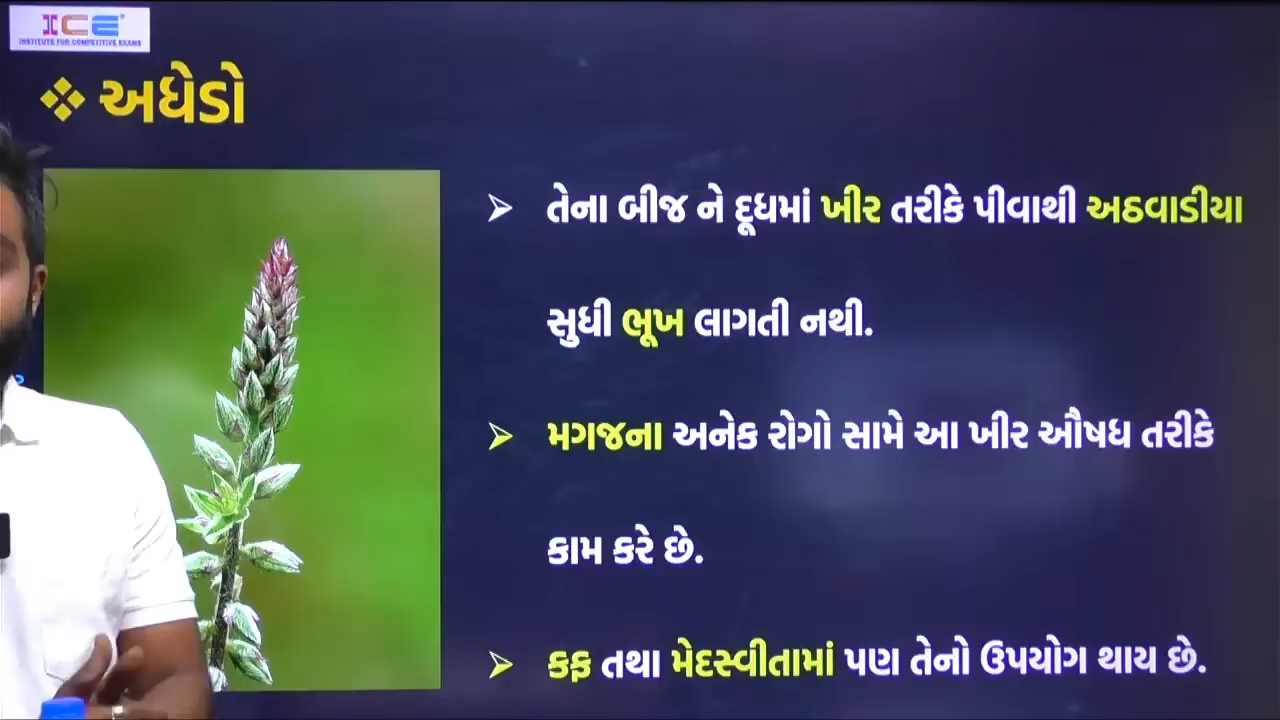 ICE
INSTITUTE FOR COMPETITIVE EXAMS
અધેડો
તેના બીજ ને દૂધમાં ખીર તરીકે પીવાથી અઠવાડીયા
સુધી ભૂખ લાગતી નથી.
મગજના અનેક રોગો સામે આ ખીર ઔષધ તરીકે
કામ કરે છે.
કફ તથા મેદસ્વીતામાં પણ તેનો ઉપયોગ થાય છે.